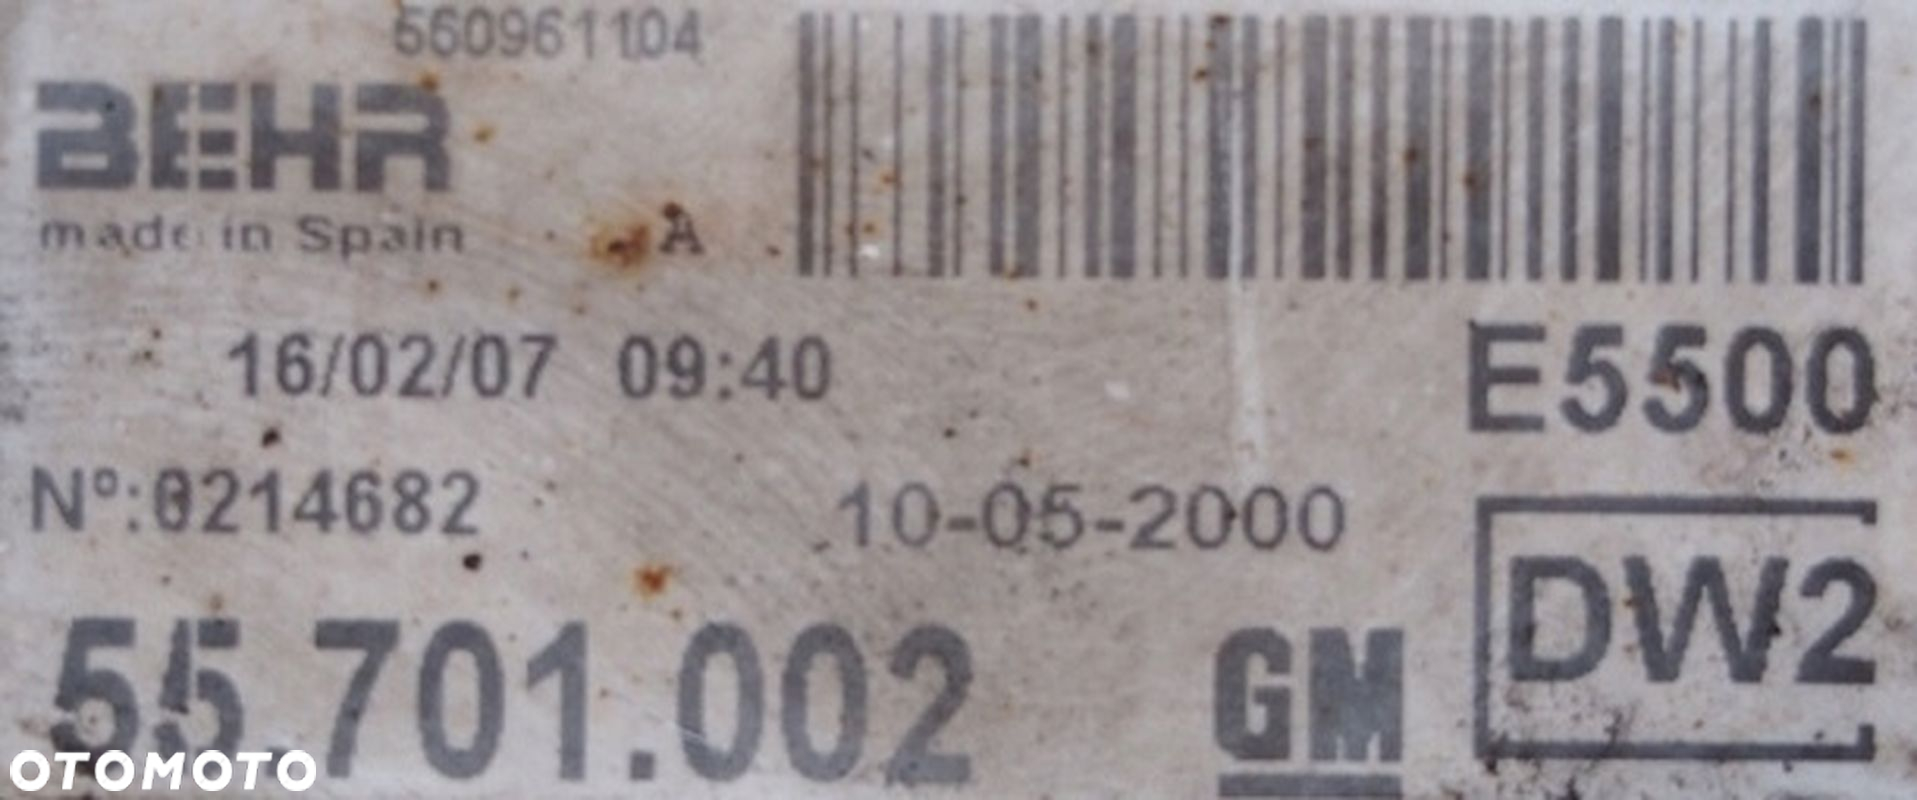 560961104
BEHR
made in Spain
A
16/02/07 09:40
E5500
Nº:0214682
10-05-2000
DW2
55.701.002
GM
OTOMOTO